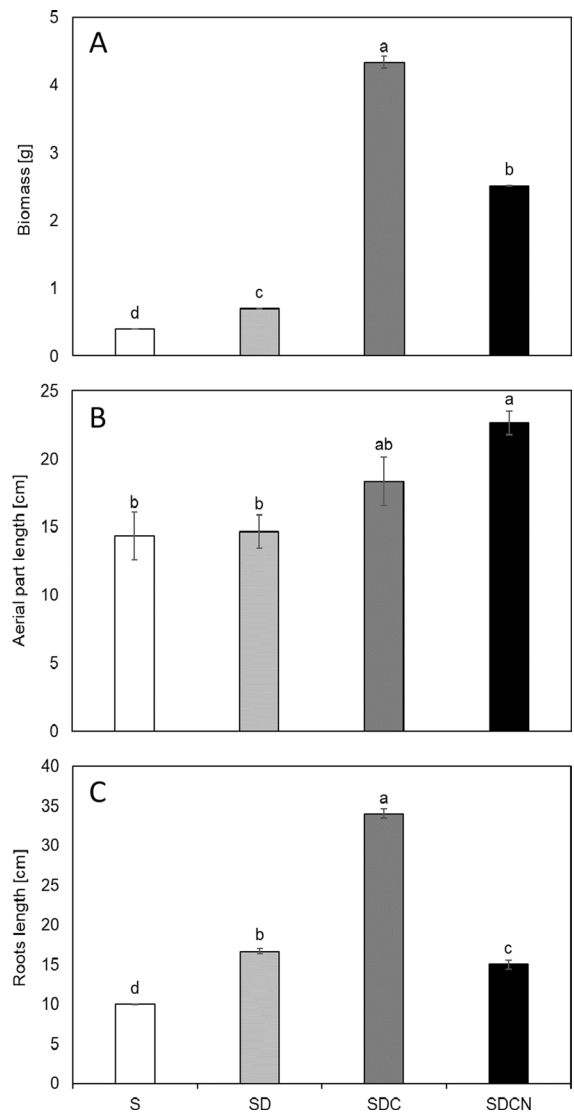 A
Biomass [g]
5
4
3
2
1
0
d
c
a
b
B
Aerial part length [cm]
25
20
15
10
5
0
b
b
ab
a
C
Roots length [cm]
40
35
30
25
20
15
10
5
0
d
b
a
c
S SD SDC SDCN